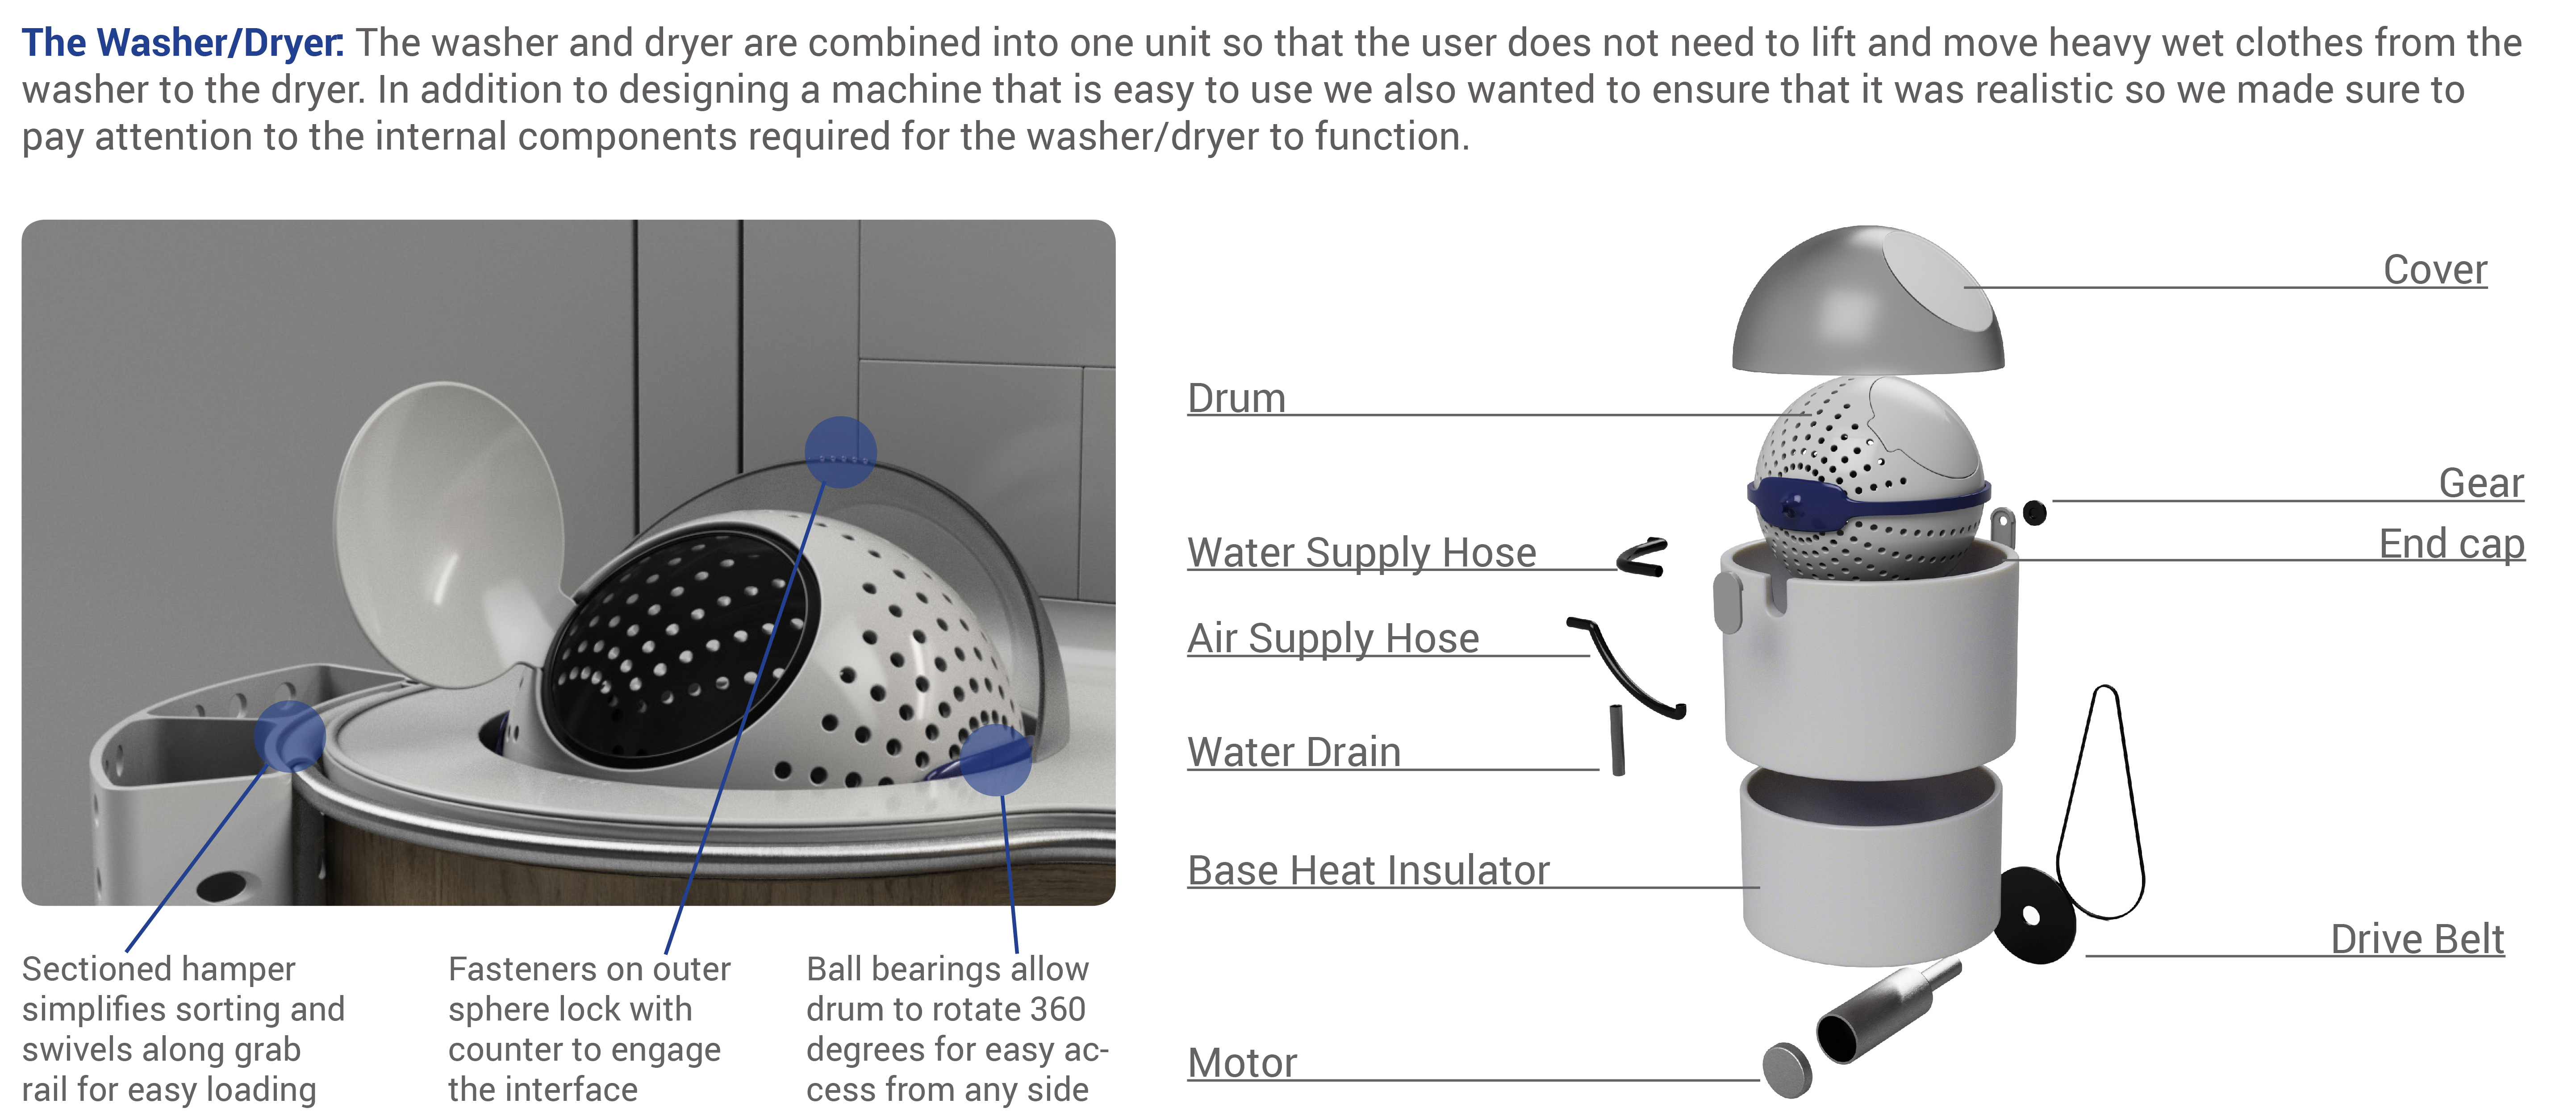 The Washer/Dryer: The washer and dryer are combined into one unit so that the user does not need to lift and move heavy wet clothes from the
washer to the dryer. In addition to designing a machine that is easy to use we also wanted to ensure that it was realistic so we made sure to
pay attention to the internal components required for the washer/dryer to function.
Sectioned hamper
simplifies sorting and
swivels along grab
rail for easy loading
Fasteners on outer
sphere lock with
counter to engage
the interface
Ball bearings allow
drum to rotate 360
degrees for easy ac-
cess from any side
Cover
Drum
Gear
End cap
Water Supply Hose
Air Supply Hose
Water Drain
Base Heat Insulator
Drive Belt
Motor